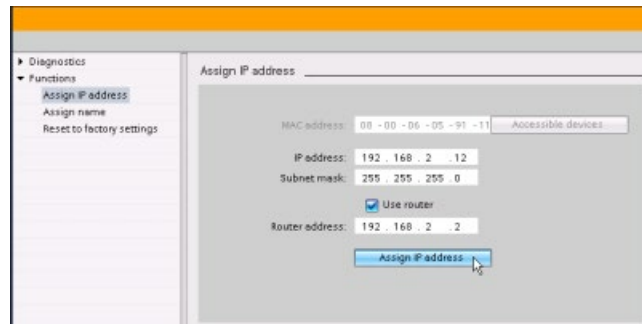 Diagnostics
Functions
Assign IP address
Assign name
Reset to factory settings
Assign IP address
MAC address: 08 -00 -06 -05 -91 -11 Accessible devices
IP address: 192 . 168 . 2 . 12
Subnet mask: 255 . 255 . 255 . 0
Use router
Router address: 192 . 168 . 2 . 2
Assign IP address